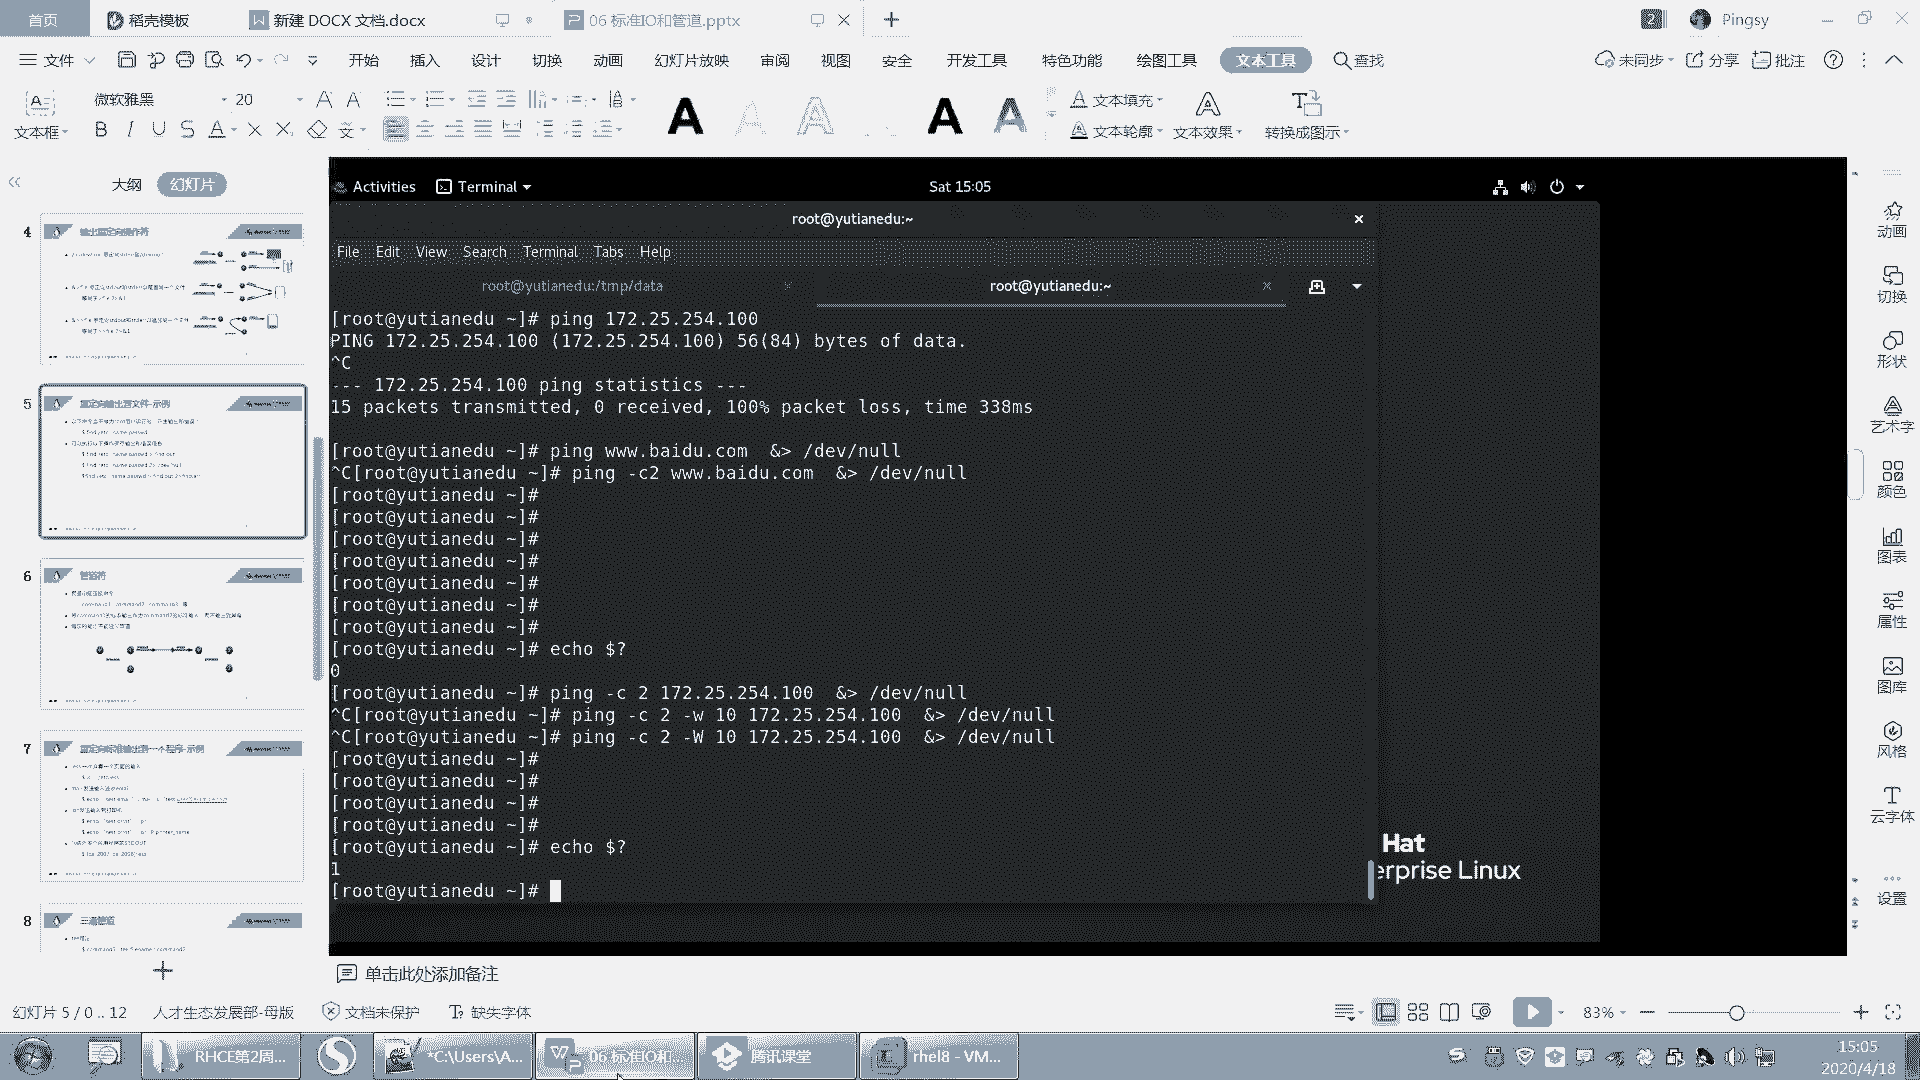 首页 稻壳模板 新建 DOCX 文档.docx 06 标准IO和管道.pptx 2 Pingsy
文件 开始 插入 设计 切换 动画 幻灯片放映 审阅 视图 安全 开发工具 特色功能 绘图工具 文本工具 查找 未同步 分享 批注
文本框 微软雅黑 20 文本填充 文本轮廓 文本效果 转换成图示
大纲 幻灯片
4
5
6 管道符
7
8 三通管道
Activities Terminal Sat 15:05
root@yutianedu:~
File Edit View Search Terminal Tabs Help
root@yutianedu:/tmp/data root@yutianedu:~
[root@yutianedu ~]# ping 172.25.254.100
PING 172.25.254.100 (172.25.254.100) 56(84) bytes of data.
^C
--- 172.25.254.100 ping statistics ---
15 packets transmitted, 0 received, 100% packet loss, time 338ms
[root@yutianedu ~]# ping www.baidu.com  &> /dev/null
^C[root@yutianedu ~]# ping -c2 www.baidu.com  &> /dev/null
[root@yutianedu ~]#
[root@yutianedu ~]#
[root@yutianedu ~]#
[root@yutianedu ~]#
[root@yutianedu ~]#
[root@yutianedu ~]#
[root@yutianedu ~]#
[root@yutianedu ~]# echo $?
0
[root@yutianedu ~]# ping -c 2 172.25.254.100  &> /dev/null
^C[root@yutianedu ~]# ping -c 2 -w 10 172.25.254.100  &> /dev/null
^C[root@yutianedu ~]# ping -c 2 -W 10 172.25.254.100  &> /dev/null
[root@yutianedu ~]#
[root@yutianedu ~]#
[root@yutianedu ~]#
[root@yutianedu ~]#
[root@yutianedu ~]# echo $?
1
[root@yutianedu ~]#
Hat
erprise Linux
动画
切换
形状
艺术字
颜色
图表
属性
图库
风格
云字体
设置
单击此处添加备注
幻灯片 5 / 0 .. 12 人才生态发展部-母版 文档未保护 缺失字体 83%
RHCE第2周... *C:\Users\A... 06 标准IO和... 腾讯课堂 rhel8 - VM... 15:05
2020/4/18